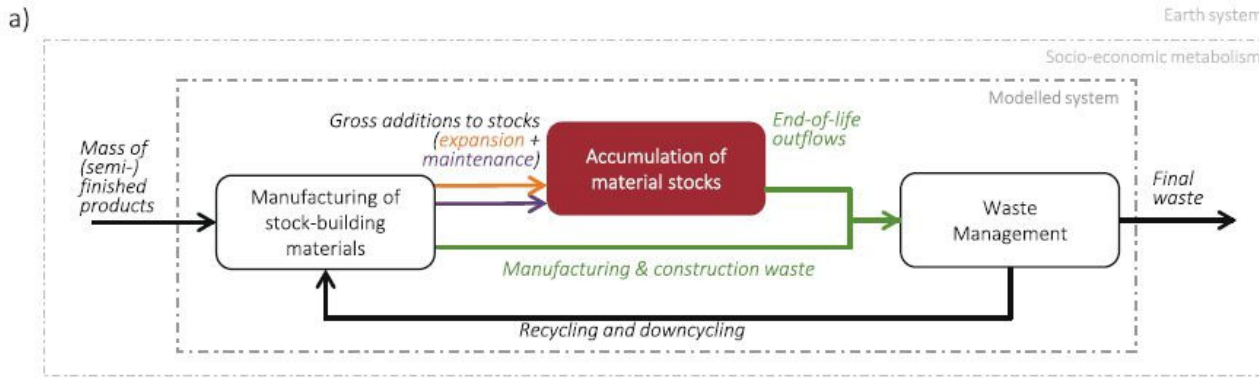 a)
Earth system
Socio-economic metabolism
Modelled system
Mass of
(semi-)
finished
products
Manufacturing of
stock-building
materials
Gross additions to stocks
(expansion +
maintenance)
Accumulation of
material stocks
End-of-life
outflows
Manufacturing & construction waste
Waste
Management
Final
waste
Recycling and downcycling